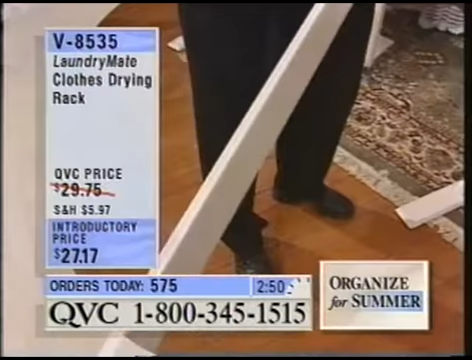 V-8535
LaundryMate
Clothes Drying
Rack
QVC PRICE
$29.75
S&H $5.97
INTRODUCTORY
PRICE
$27.17
ORDERS TODAY: 575
2:50
QVC 1-800-345-1515
ORGANIZE
for SUMMER